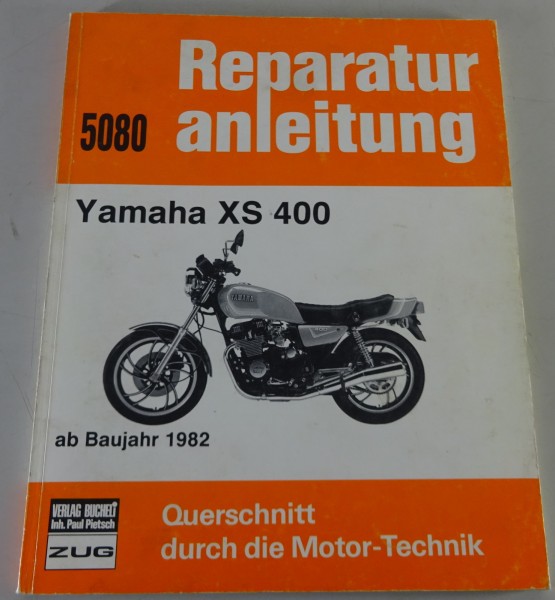 Reparatur
5080 anleitung
Yamaha XS 400
YAMAHA
ab Baujahr 1982
VERLAG BUCHELI
Inh. Paul Pietsch
ZUG
Querschnitt
durch die Motor-Technik